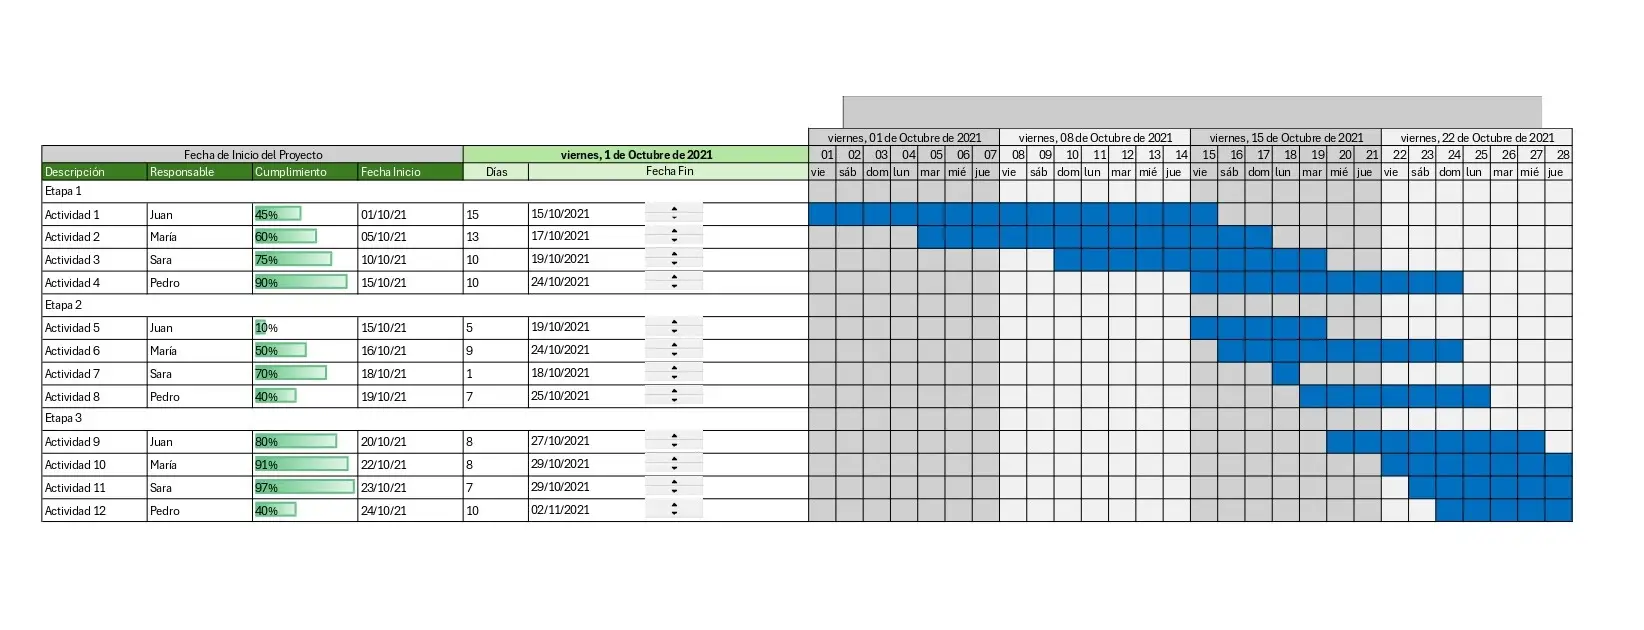 viernes, 01 de Octubre de 2021 viernes, 08 de Octubre de 2021 viernes, 15 de Octubre de 2021 viernes, 22 de Octubre de 2021
Fecha de Inicio del Proyecto viernes, 1 de Octubre de 2021 01 02 03 04 05 06 07 08 09 10 11 12 13 14 15 16 17 18 19 20 21 22 23 24 25 26 27 28
Descripción Responsable Cumplimiento Fecha Inicio Días Fecha Fin vie sáb dom lun mar mié jue vie sáb dom lun mar mié jue vie sáb dom lun mar mié jue vie sáb dom lun mar mié jue
Etapa 1
Actividad 1 Juan 45% 01/10/21 15 15/10/2021
Actividad 2 María 60% 05/10/21 13 17/10/2021
Actividad 3 Sara 75% 10/10/21 10 19/10/2021
Actividad 4 Pedro 90% 15/10/21 10 24/10/2021
Etapa 2
Actividad 5 Juan 10% 15/10/21 5 19/10/2021
Actividad 6 María 50% 16/10/21 9 24/10/2021
Actividad 7 Sara 70% 18/10/21 1 18/10/2021
Actividad 8 Pedro 40% 19/10/21 7 25/10/2021
Etapa 3
Actividad 9 Juan 80% 20/10/21 8 27/10/2021
Actividad 10 María 91% 22/10/21 8 29/10/2021
Actividad 11 Sara 97% 23/10/21 7 29/10/2021
Actividad 12 Pedro 40% 24/10/21 10 02/11/2021